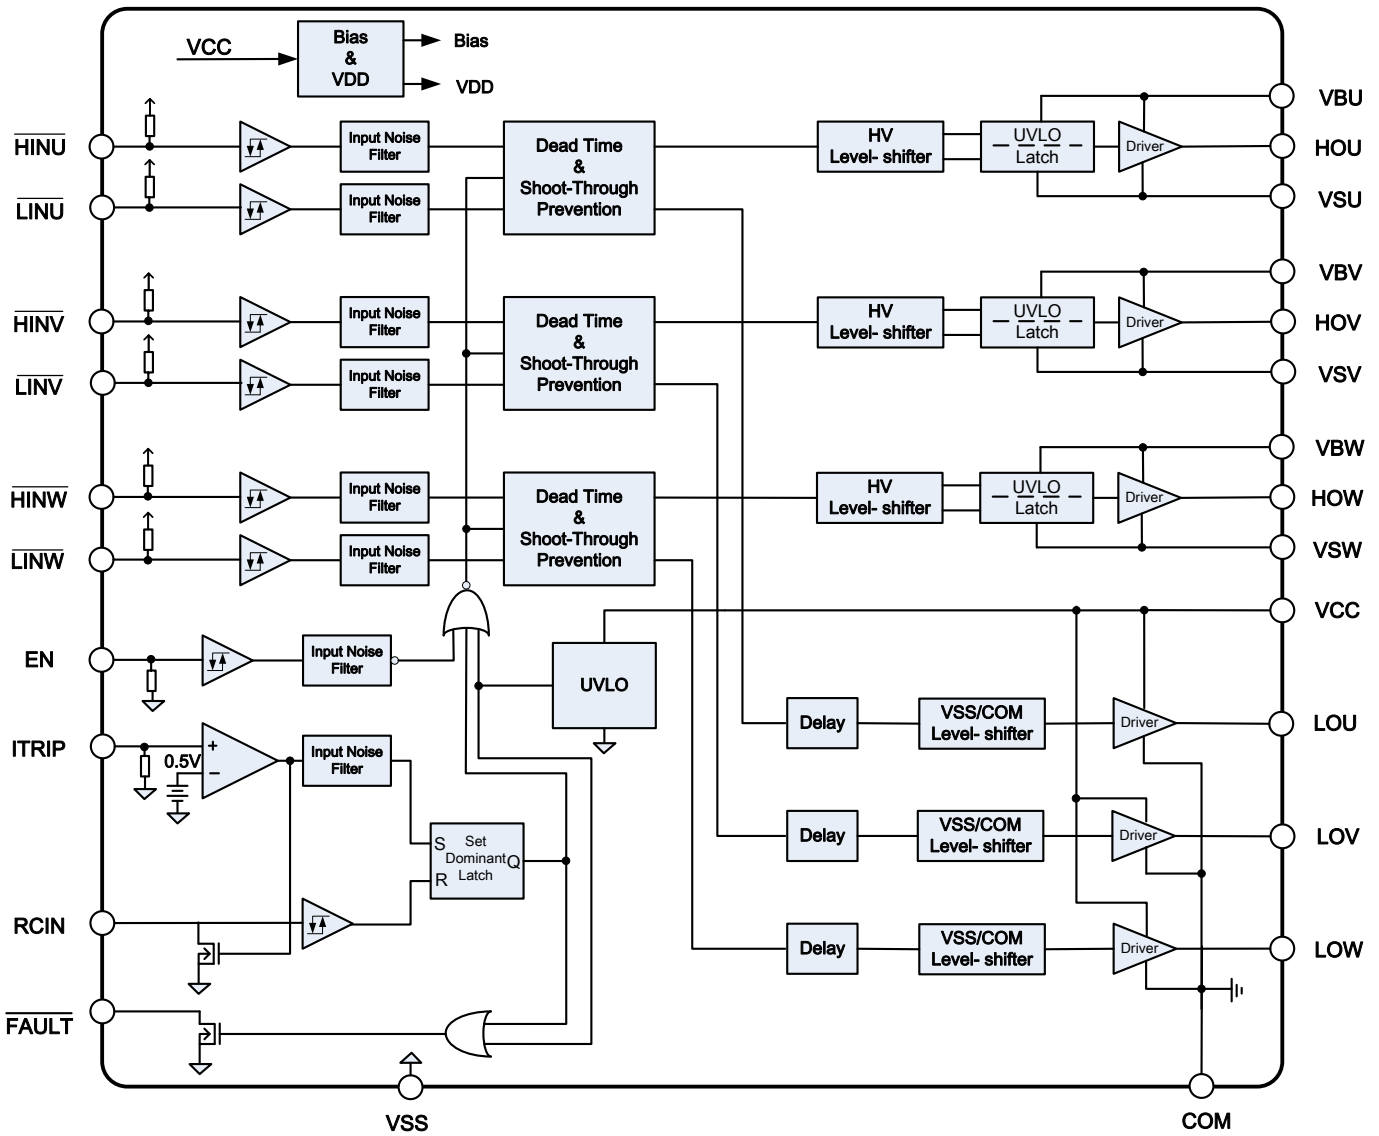 VCC
Bias
&
VDD
Bias
VDD
HINU
Input Noise
Filter
Dead Time
&
Shoot-Through
Prevention
HV
Level- shifter
UVLO
Latch
Driver
VBU
HOU
VSU
LINU
Input Noise
Filter
HINV
Input Noise
Filter
Dead Time
&
Shoot-Through
Prevention
HV
Level- shifter
UVLO
Latch
Driver
VBV
HOV
VSV
LINV
Input Noise
Filter
HINW
Input Noise
Filter
Dead Time
&
Shoot-Through
Prevention
HV
Level- shifter
UVLO
Latch
Driver
VBW
HOW
VSW
LINW
Input Noise
Filter
VCC
EN
Input Noise
Filter
UVLO
Delay
VSS/COM
Level- shifter
Driver
LOU
ITRIP
0.5V
+
−
Input Noise
Filter
S
R
Set
Dominant
Latch
Q
Delay
VSS/COM
Level- shifter
Driver
LOV
RCIN
Delay
VSS/COM
Level- shifter
Driver
LOW
FAULT
VSS
COM